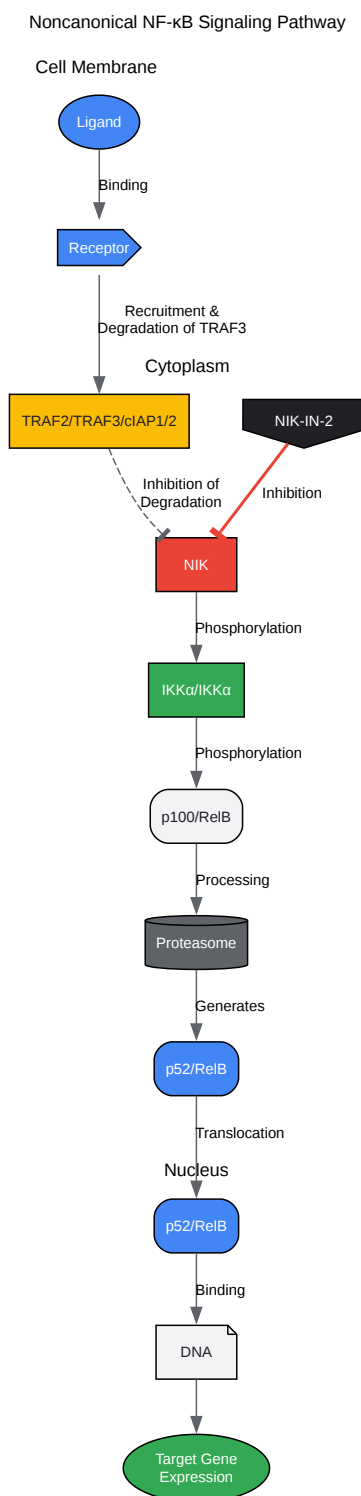 Noncanonical NF-κB Signaling Pathway
Cell Membrane
Ligand
Binding
Receptor
Recruitment &
Degradation of TRAF3
Cytoplasm
TRAF2/TRAF3/cIAP1/2
NIK-IN-2
Inhibition of
Degradation
Inhibition
NIK
Phosphorylation
IKKα/IKKα
Phosphorylation
p100/RelB
Processing
Proteasome
Generates
p52/RelB
Translocation
Nucleus
p52/RelB
Binding
DNA
Target Gene
Expression